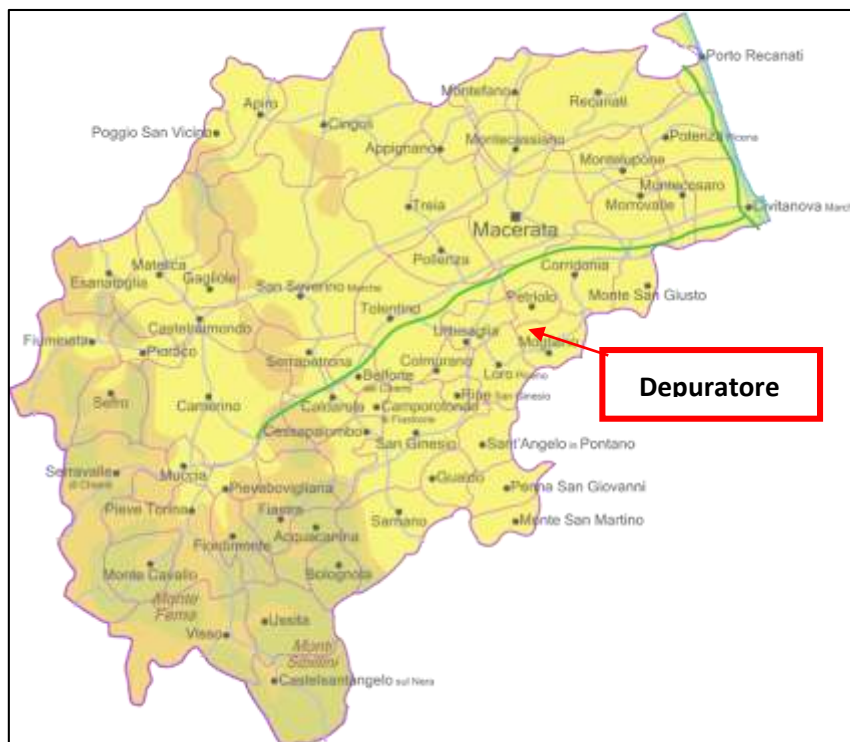 Porto Recanati
Montefano
Recanati
Apiro
Cingoli
Poggio San Vicino
Potenza Picena
Appignano
Montecassiano
Montelupone
Montecosaro
Treia
Morrovalle
Civitanova March
Macerata
Pollenza
Corridonia
Matelica
Esanatoglia
Gagliole
San Severino Marche
Petriolo
Monte San Giusto
Tolentino
Castelraimondo
Urbisaglia
Fiuminata
Pioraco
Serrapetrona
Colmurano
Mogliano
Loro Piceno
Belforte
del Chienti
Depuratore
Sefro
Camerino
Caldarola
Camporotondo
di Fiastrone
Ripe San Ginesio
Cessapalombo
San Ginesio
Sant'Angelo in Pontano
Serravalle
di Chienti
Muccia
Gualdo
Penna San Giovanni
Pievebovigliana
Pieve Torina
Fiastra
Sarnano
Monte San Martino
Acquacanina
Fiordimonte
Monte Cavallo
Bolognola
Monte
Fema
Ussita
Visso
Monti
Sibillini
Castelsantangelo sul Nera